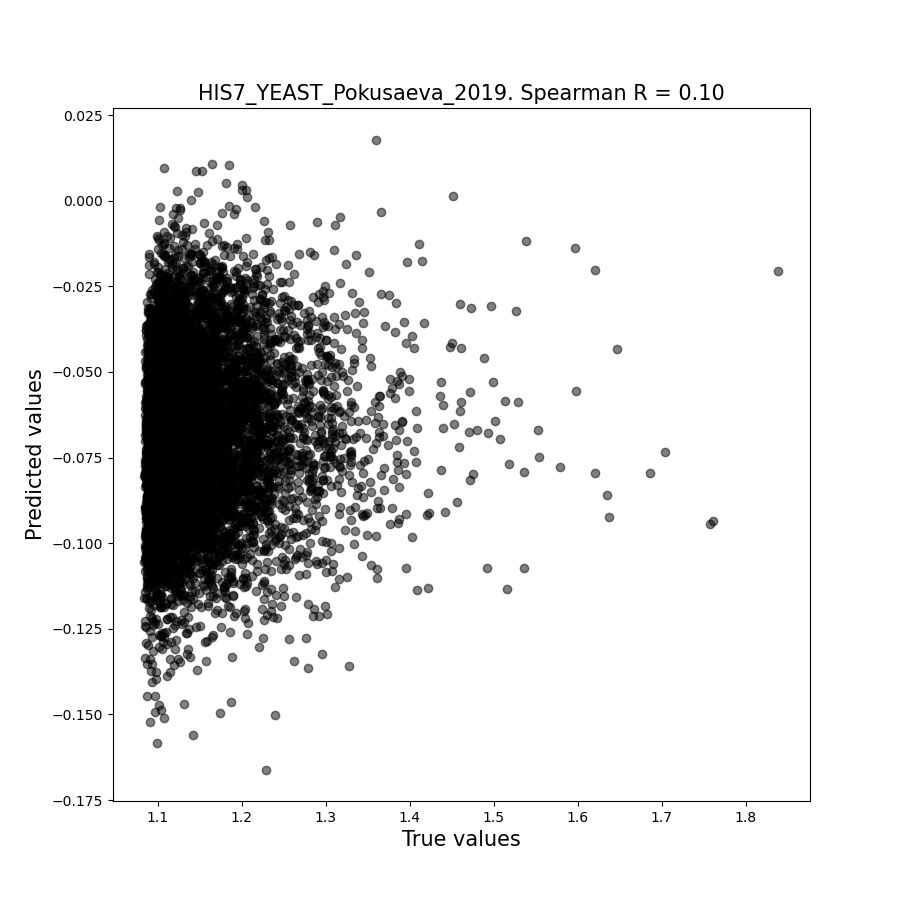 HIS7_YEAST_Pokusaeva_2019. Spearman R = 0.10
0.025
0.000
−0.025
−0.050
−0.075
−0.100
−0.125
−0.150
−0.175
Predicted values
1.1 1.2 1.3 1.4 1.5 1.6 1.7 1.8
True values